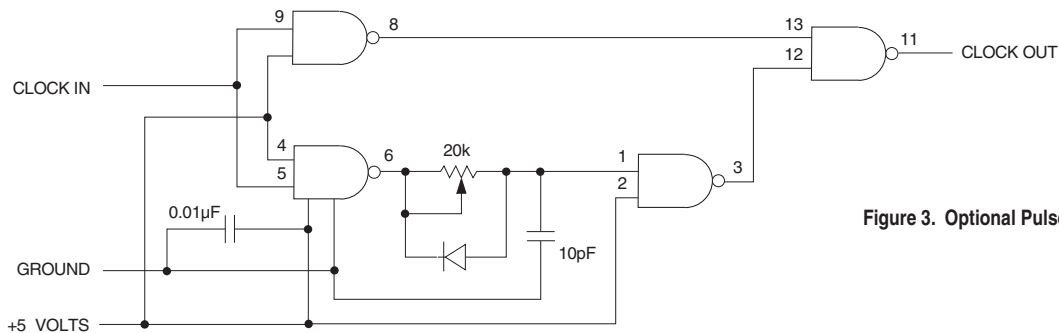 9
8
13
11
CLOCK OUT
12
CLOCK IN
4
5
6
20k
1
2
3
0.01µF
10pF
Figure 3. Optional Puls
GROUND
+5 VOLTS